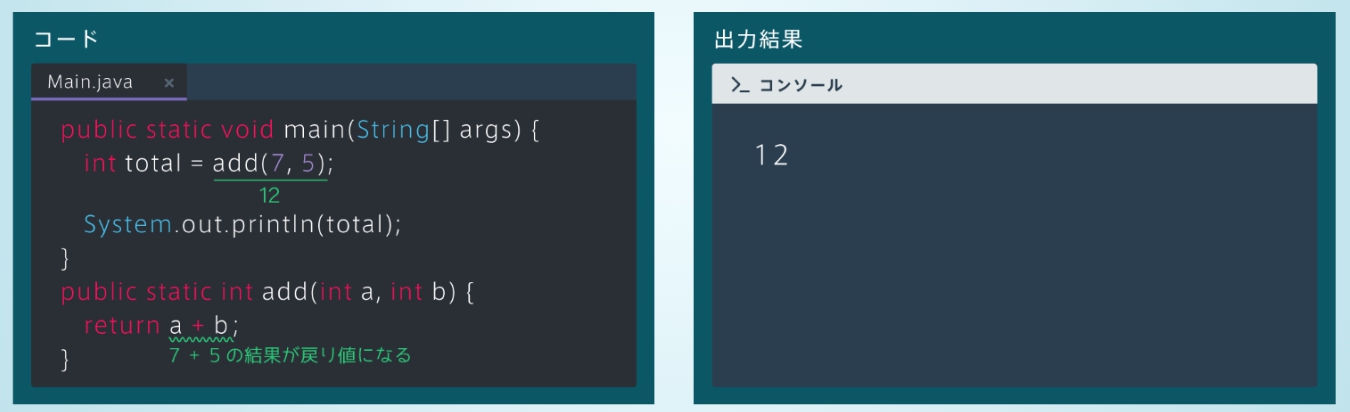 コード
Main.java ×
public static void main(String[] args) {
int total = add(7, 5);
12
System.out.println(total);
}
public static int add(int a, int b) {
return a + b;
7 + 5 の結果が戻り値になる
}
出力結果
>_ コンソール
12